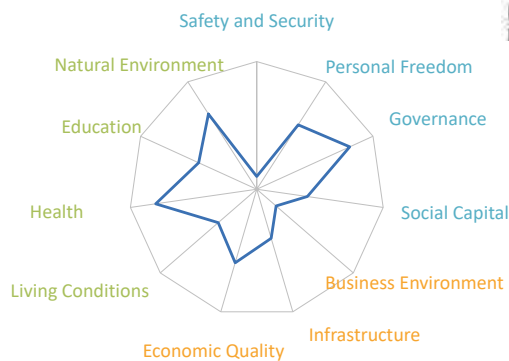 Safety and Security
Natural Environment
Personal Freedom
Education
Governance
Health
Social Capital
Living Conditions
Business Environment
Infrastructure
Economic Quality